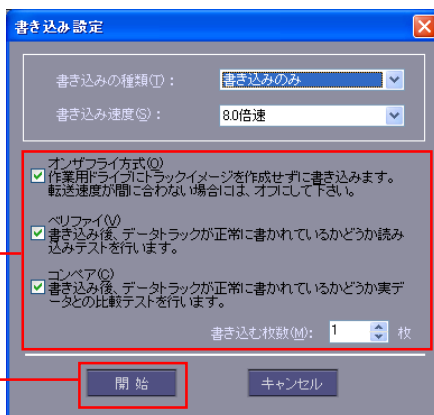 書き込み設定
書き込みの種類(T)： 書き込みのみ
書き込み速度(S)： 8.0倍速
オンザフライ方式(O)
作業用ドライブにトラックイメージを作成せずに書き込みます。
転送速度が間に合わない場合には、オフにして下さい。
ベリファイ(V)
書き込み後、データトラックが正常に書かれているかどうか読み
込みテストを行います。
コンペア(C)
書き込み後、データトラックが正常に書かれているかどうか実デ
ータとの比較テストを行います。
書き込む枚数(M)： 1 枚
開始 キャンセル